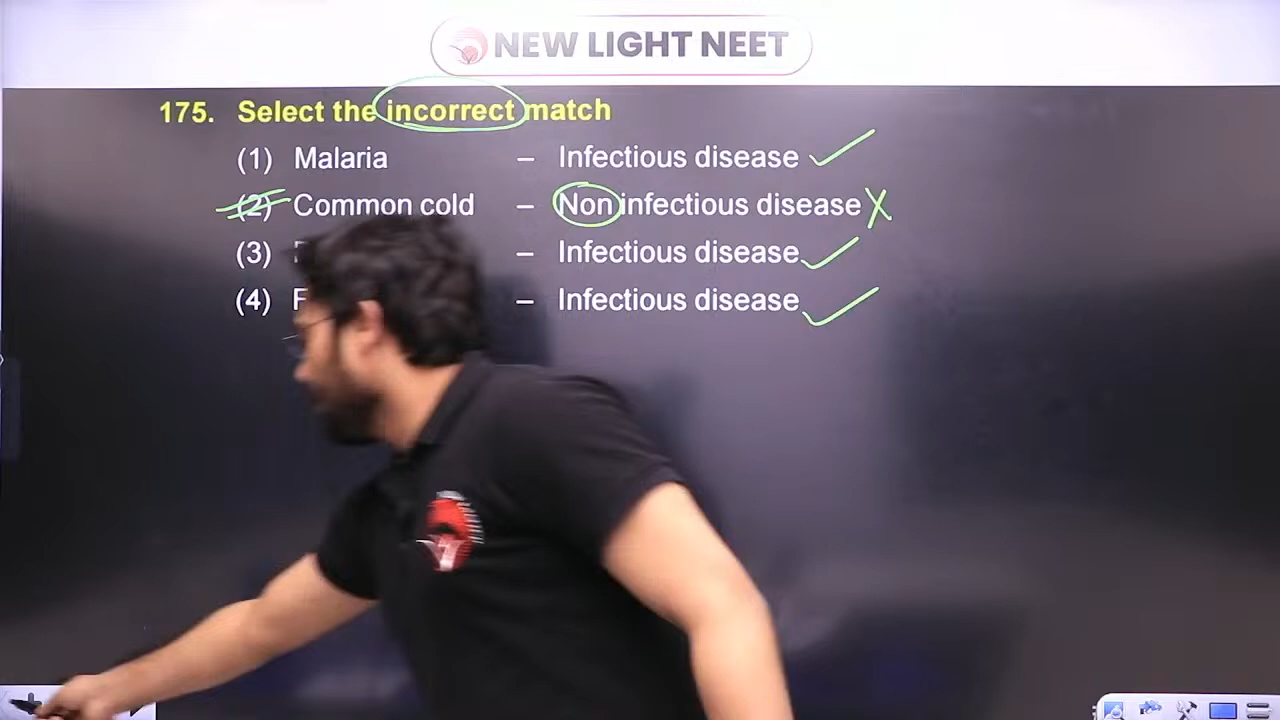 NEW LIGHT NEET
175. Select the incorrect match
(1) Malaria – Infectious disease
(2) Common cold – Non infectious disease
(3) – Infectious disease
(4) – Infectious disease